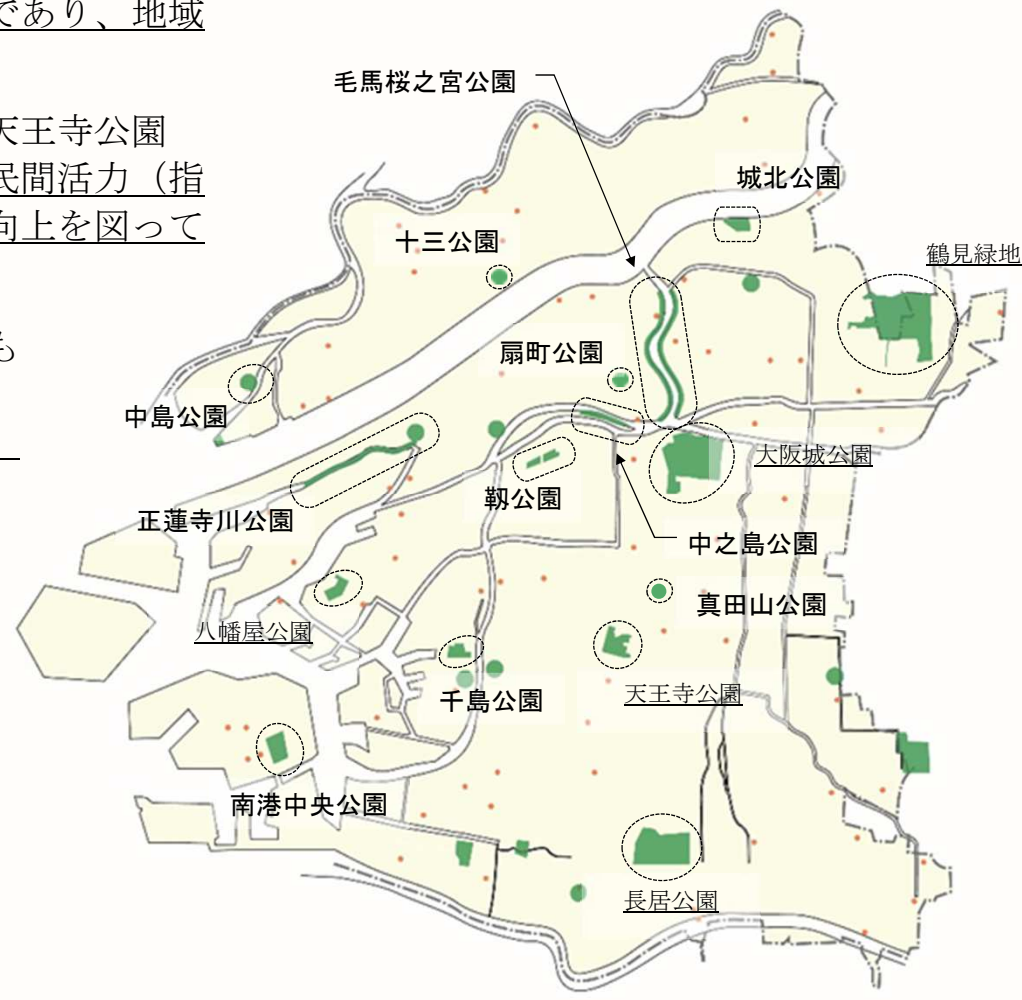 であり、地域
天王寺公園
民間活力（指
向上を図って
も
毛馬桜之宮公園
城北公園
鶴見緑地
十三公園
扇町公園
中島公園
大阪城公園
靭公園
正蓮寺川公園
中之島公園
真田山公園
八幡屋公園
天王寺公園
千島公園
南港中央公園
長居公園